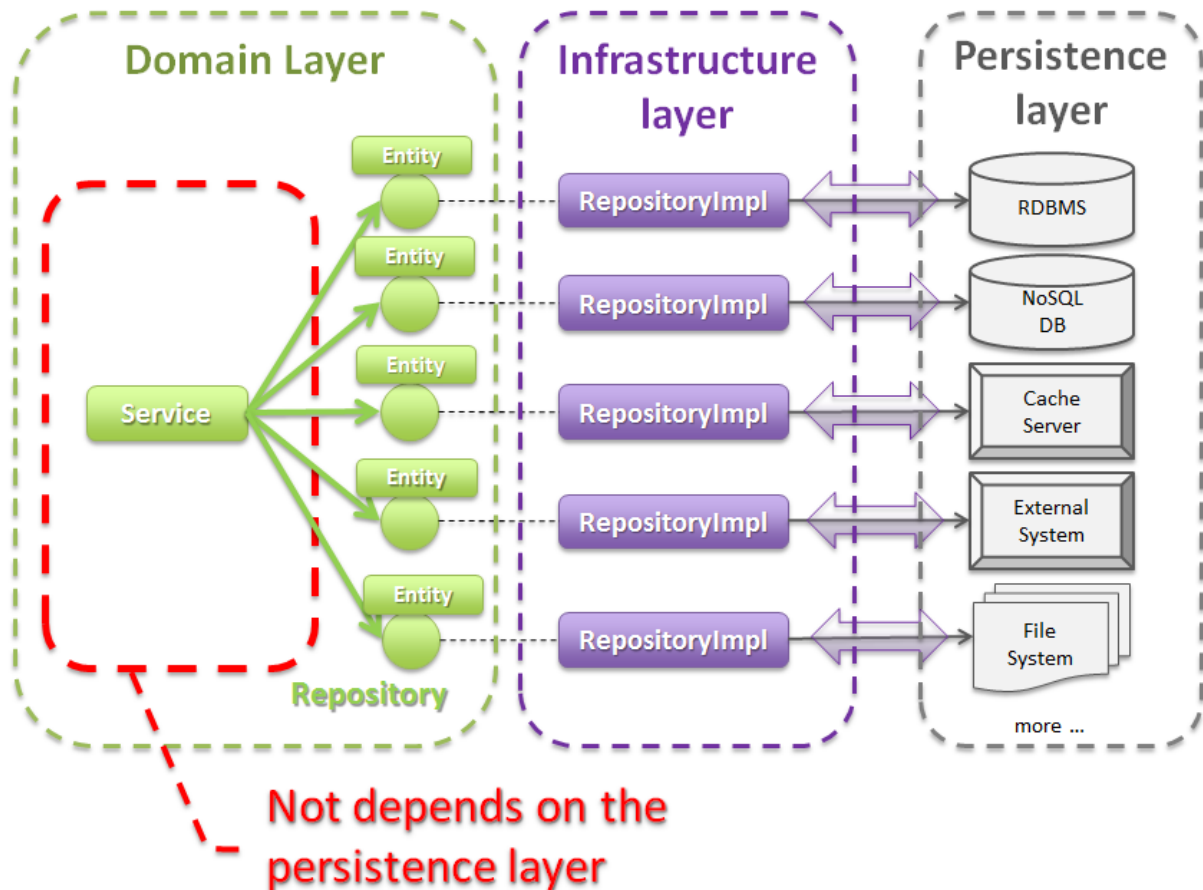 Domain Layer
Infrastructure
layer
Persistence
layer
Entity
RepositoryImpl
RDBMS
Entity
RepositoryImpl
NoSQL
DB
Entity
Service
RepositoryImpl
Cache
Server
Entity
RepositoryImpl
External
System
Entity
RepositoryImpl
File
System
Repository
more ...
Not depends on the
persistence layer